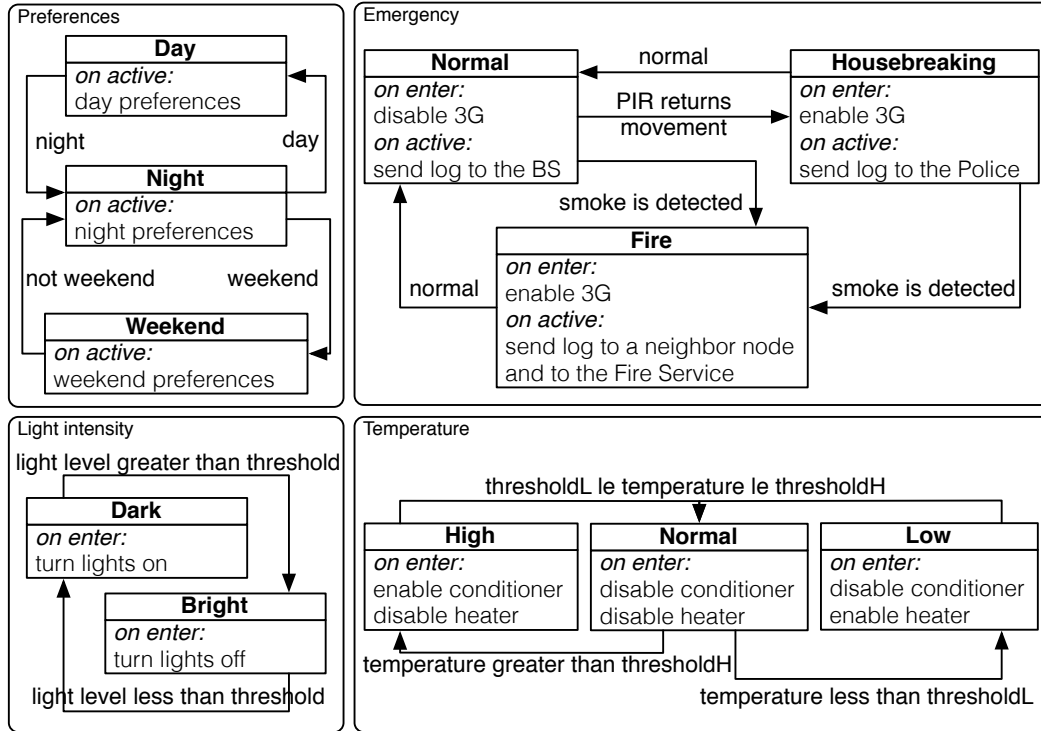 Preferences
Day
on active:
day preferences
night
day
Night
on active:
night preferences
not weekend
weekend
Weekend
on active:
weekend preferences
Emergency
Normal
on enter:
disable 3G
on active:
send log to the BS
normal
PIR returns
movement
Housebreaking
on enter:
enable 3G
on active:
send log to the Police
smoke is detected
Fire
on enter:
enable 3G
on active:
send log to a neighbor node
and to the Fire Service
normal
smoke is detected
Light intensity
light level greater than threshold
Dark
on enter:
turn lights on
Bright
on enter:
turn lights off
light level less than threshold
Temperature
thresholdL le temperature le thresholdH
High
on enter:
enable conditioner
disable heater
Normal
on enter:
disable conditioner
disable heater
Low
on enter:
disable conditioner
enable heater
temperature greater than thresholdH
temperature less than thresholdL